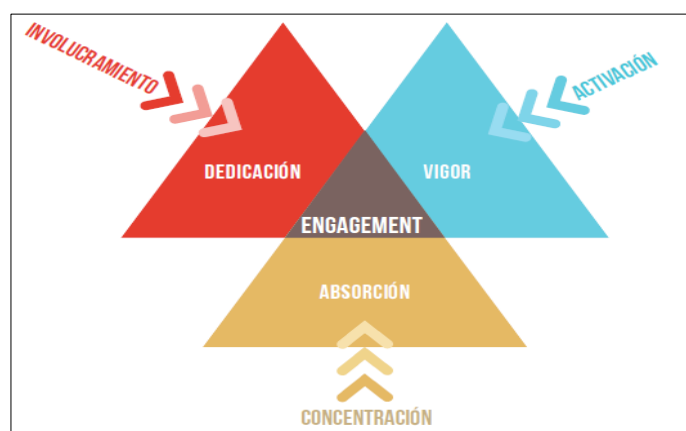 INVOLUCRAMIENTO
ACTIVACIÓN
DEDICACIÓN
VIGOR
ENGAGEMENT
ABSORCIÓN
CONCENTRACIÓN